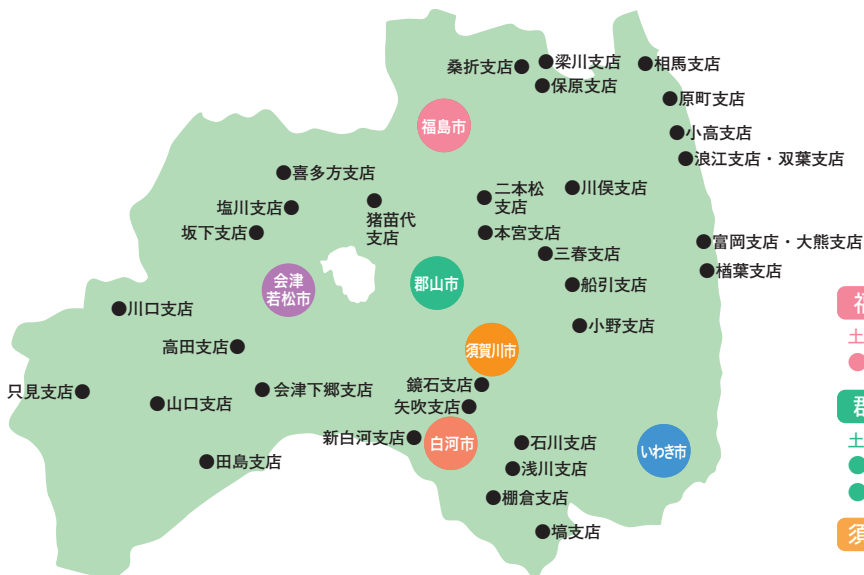 桑折支店
梁川支店
保原支店
相馬支店
原町支店
小高支店
浪江支店・双葉支店
福島市
喜多方支店
塩川支店
坂下支店
猪苗代
支店
二本松
支店
本宮支店
川俣支店
三春支店
船引支店
小野支店
富岡支店・大熊支店
楢葉支店
会津
若松市
郡山市
須賀川市
川口支店
高田支店
只見支店
山口支店
会津下郷支店
田島支店
鏡石支店
矢吹支店
新白河支店
白河市
石川支店
浅川支店
棚倉支店
塙支店
いわき市
福
土
郡
土
須